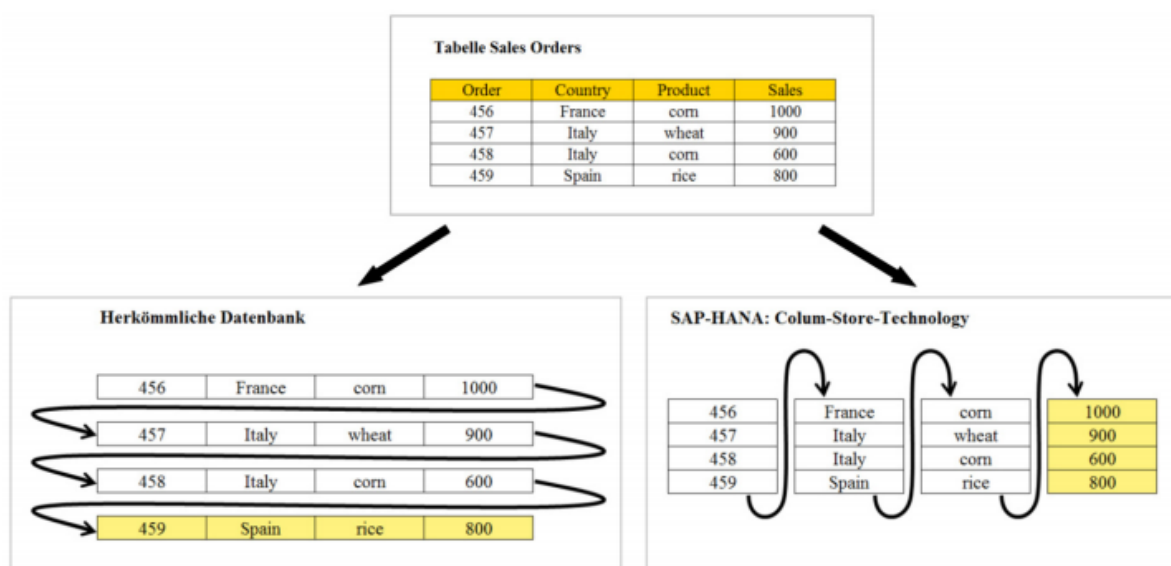 Tabelle Sales Orders
Order Country Product Sales
456 France corn 1000
457 Italy wheat 900
458 Italy corn 600
459 Spain rice 800
Herkömmliche Datenbank
456 France corn 1000
457 Italy wheat 900
458 Italy corn 600
459 Spain rice 800
SAP-HANA: Colum-Store-Technology
456 France corn 1000
457 Italy wheat 900
458 Italy corn 600
459 Spain rice 800